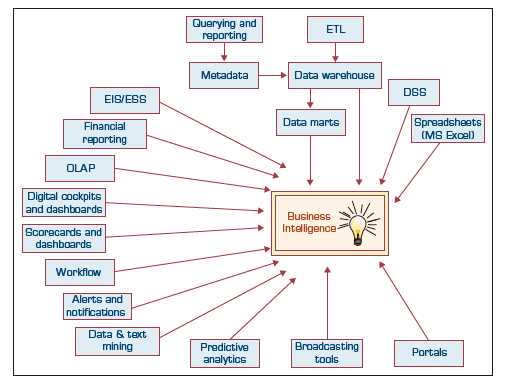 Querying and
reporting
ETL
Metadata
Data warehouse
DSS
EIS/ESS
Data marts
Spreadsheets
(MS Excel)
Financial
reporting
OLAP
Digital cockpits
and dashboards
Business
Intelligence
Scorecards and
dashboards
Workflow
Alerts and
notifications
Data & text
mining
Predictive
analytics
Broadcasting
tools
Portals